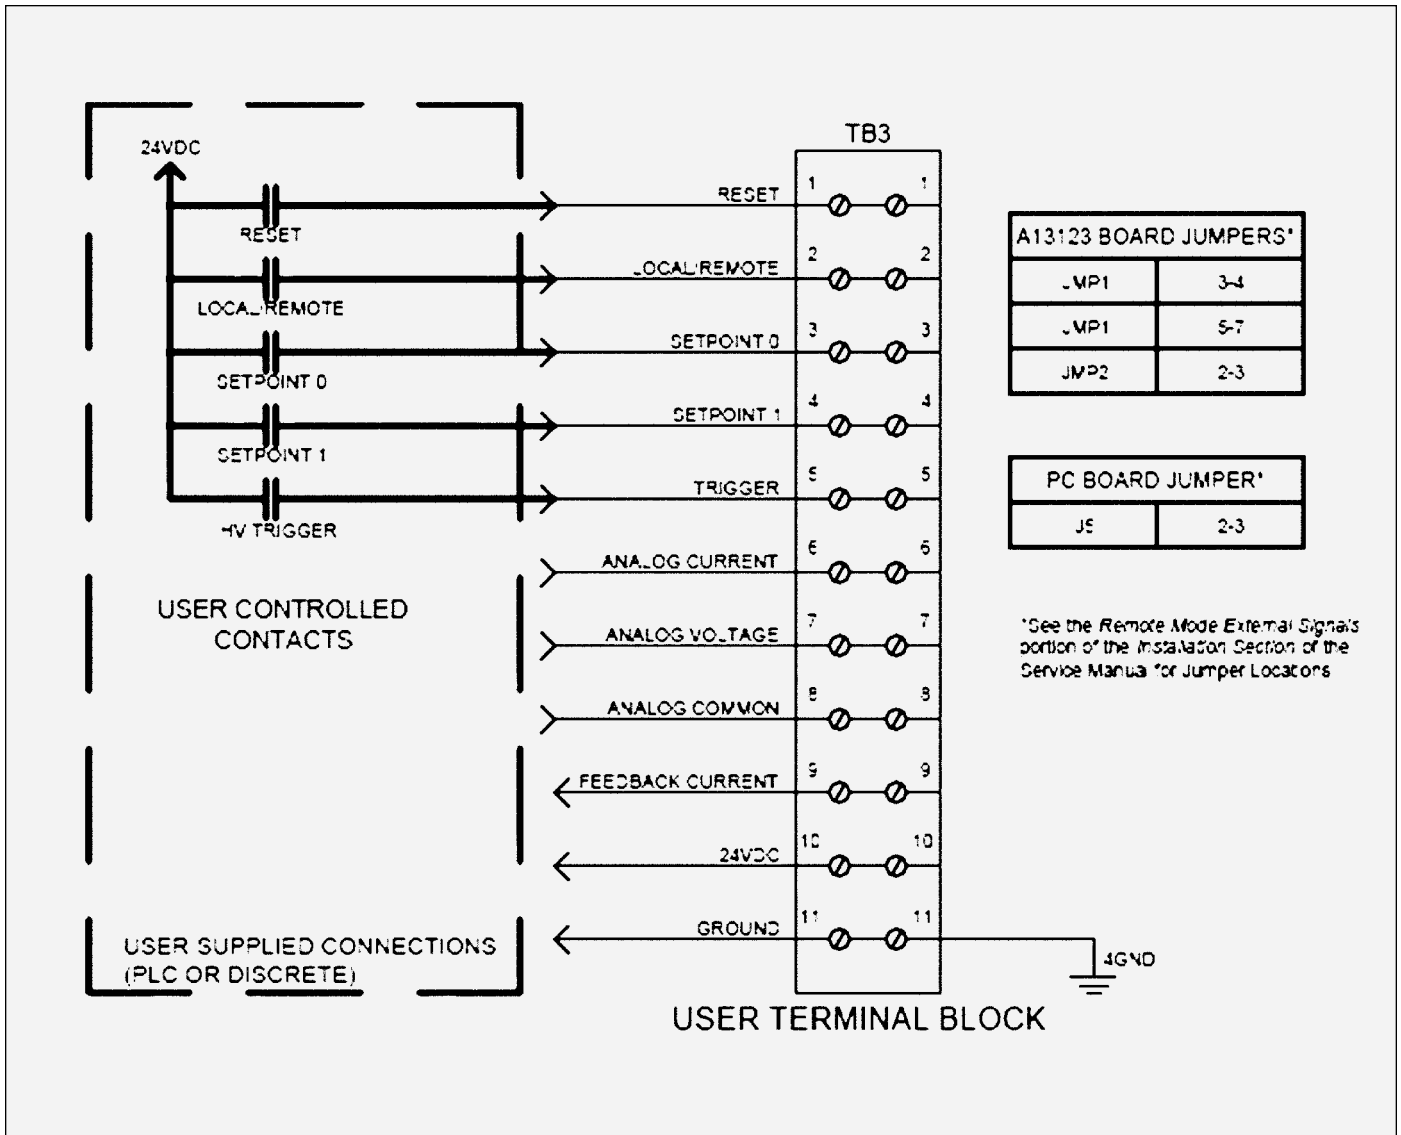 TB3
24VDC
RESET
RESET
1 1
LOCAL/REMOTE
LOCAL/REMOTE
2 2
SETPOINT 0
SETPOINT 0
3 3
SETPOINT 1
SETPOINT 1
4 4
HV TRIGGER
TRIGGER
5 5
ANALOG CURRENT
6 6
ANALOG VOLTAGE
7 7
ANALOG COMMON
8 8
FEEDBACK CURRENT
9 9
24VDC
10 10
GROUND
11 11
4GND
USER CONTROLLED
CONTACTS
USER SUPPLIED CONNECTIONS
(PLC OR DISCRETE)
USER TERMINAL BLOCK
A13123 BOARD JUMPERS*
JMP1 3-4
JMP1 5-7
JMP2 2-3
PC BOARD JUMPER*
J5 2-3
*See the Remote Mode External Signals
portion of the Installation Section of the
Service Manual for Jumper Locations